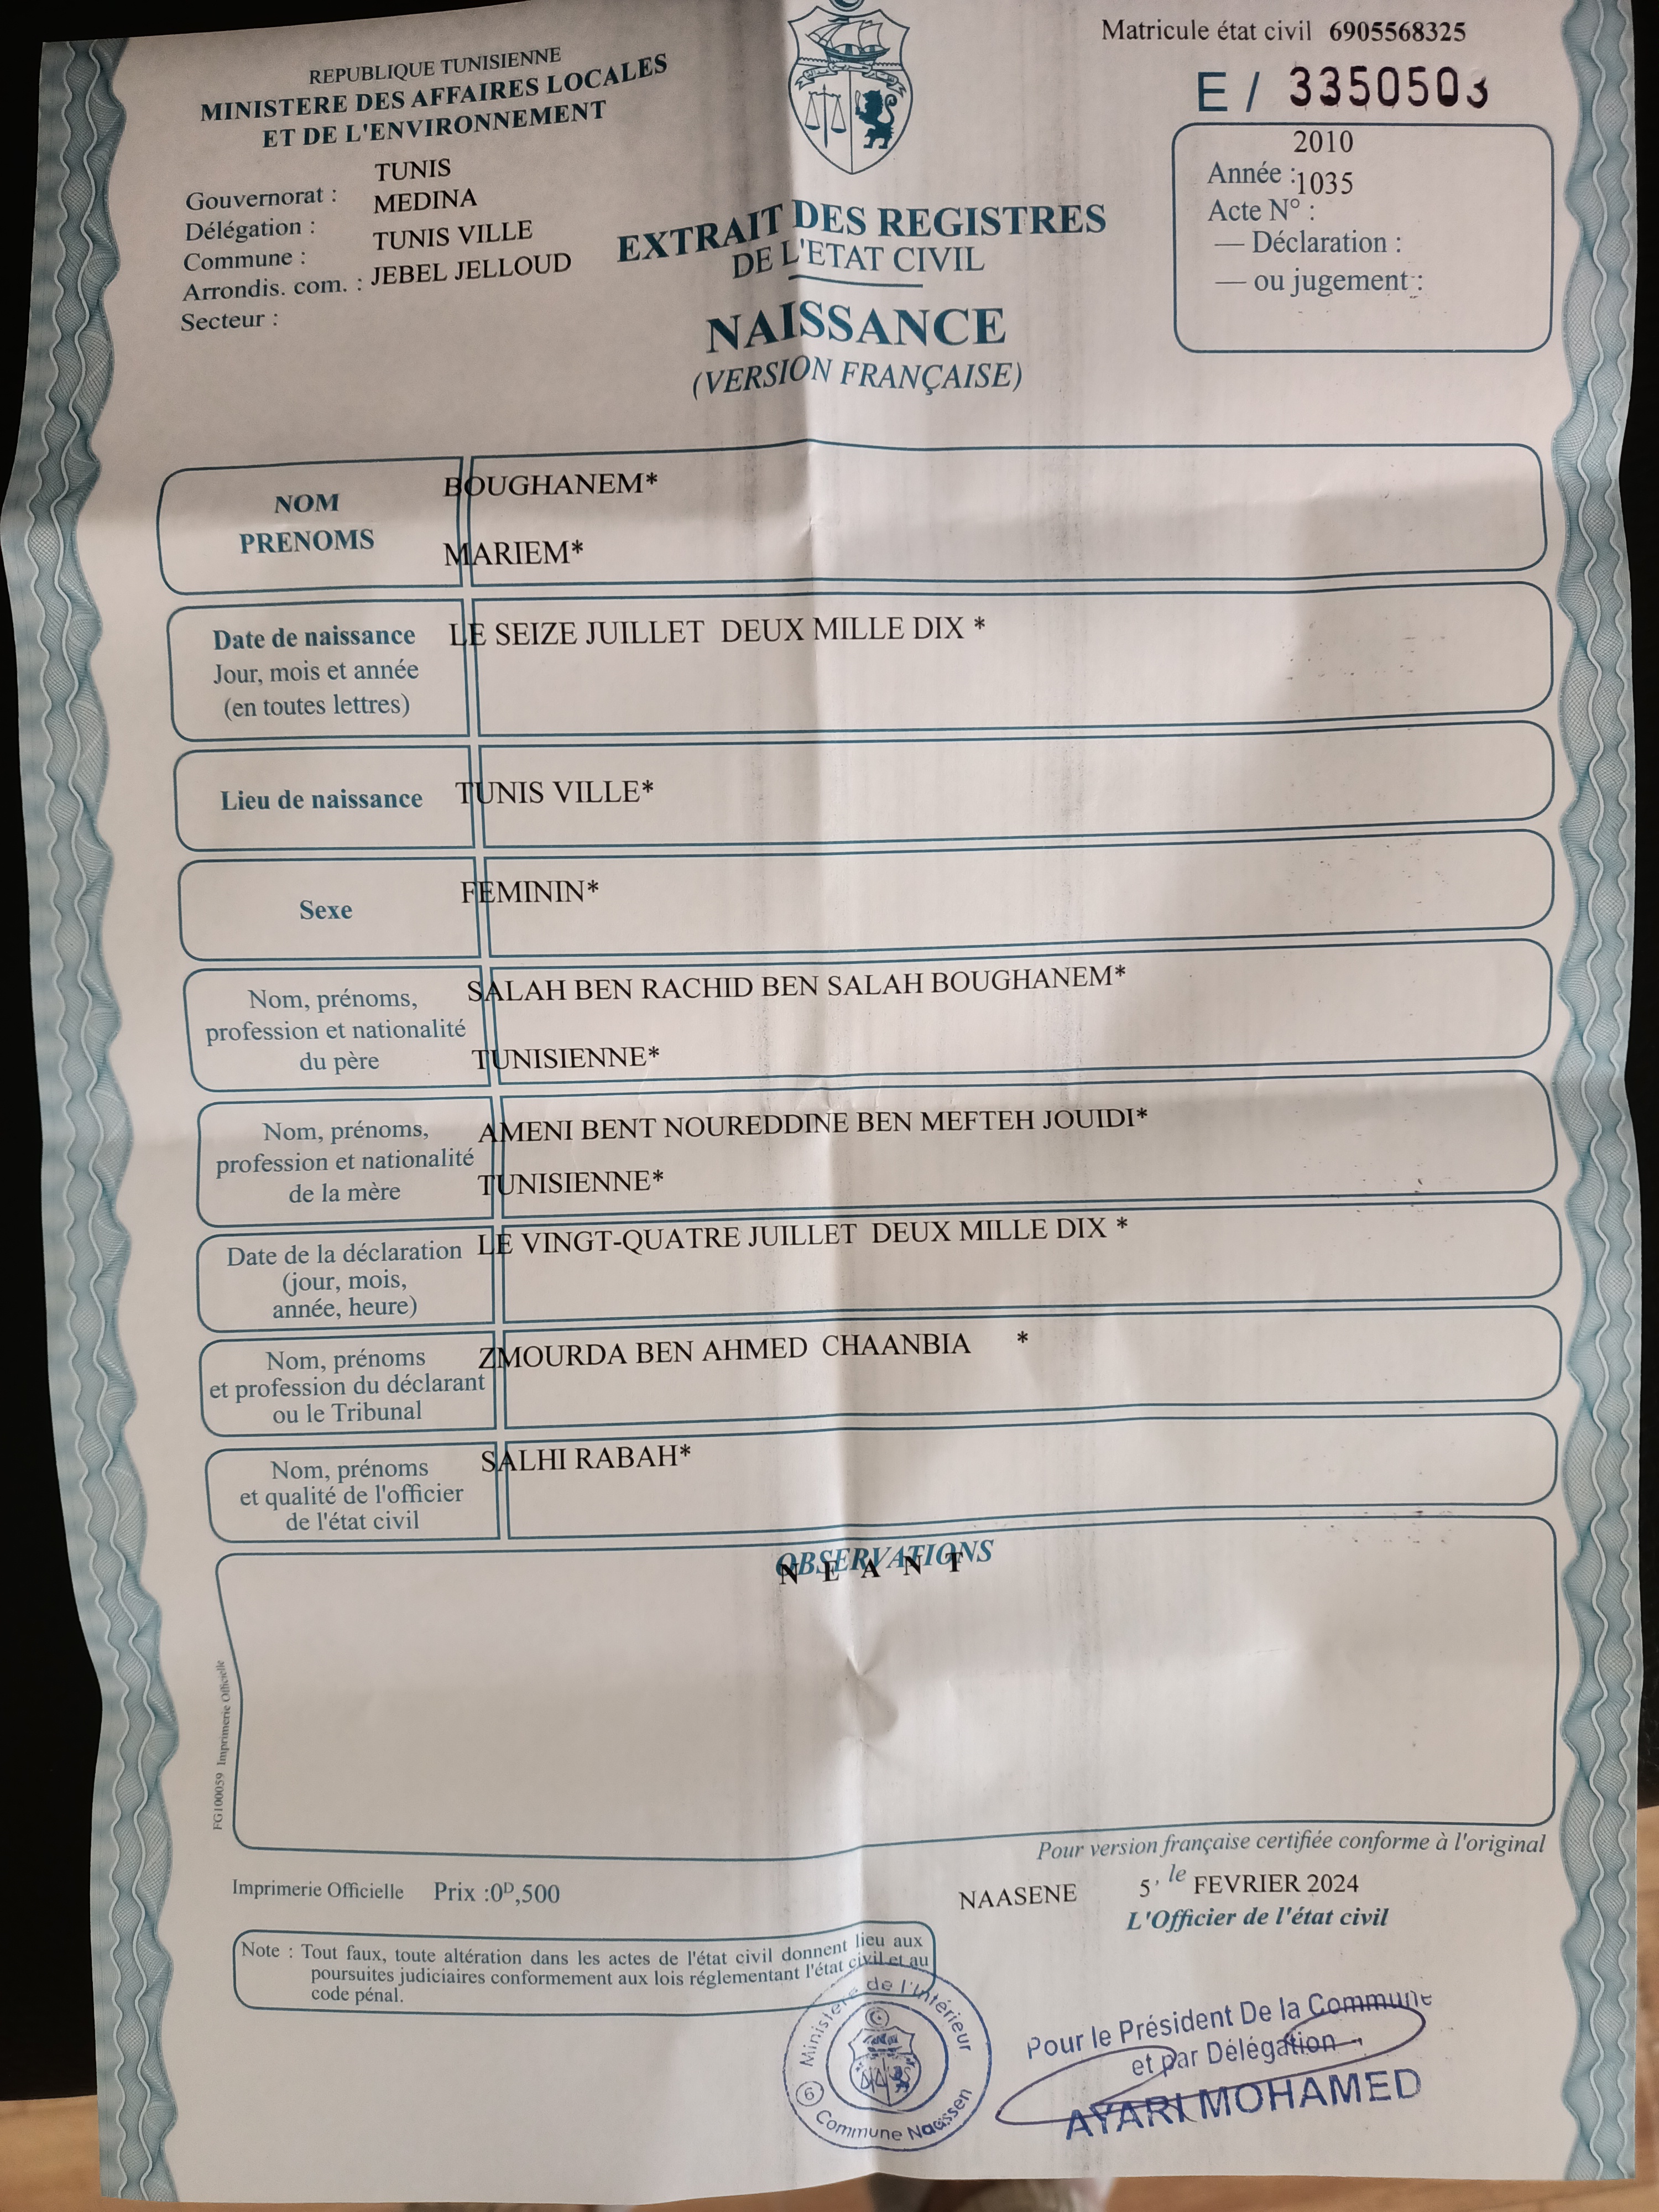 Matricule état civil 6905568325
E / 3350503
REPUBLIQUE TUNISIENNE
MINISTERE DES AFFAIRES LOCALES
ET DE L'ENVIRONNEMENT
Gouvernorat : TUNIS
Délégation : MEDINA
Commune : TUNIS VILLE
Arrondis. com. : JEBEL JELLOUD
Secteur :
2010
Année :
1035
Acte N° :
— Déclaration :
— ou jugement :
EXTRAIT DES REGISTRES
DE L'ETAT CIVIL
NAISSANCE
(VERSION FRANÇAISE)
NOM BOUGHANEM*
PRENOMS MARIEM*
Date de naissance LE SEIZE JUILLET DEUX MILLE DIX *
Jour, mois et année
(en toutes lettres)
Lieu de naissance TUNIS VILLE*
Sexe FEMININ*
Nom, prénoms, SALAH BEN RACHID BEN SALAH BOUGHANEM*
profession et nationalité
du père TUNISIENNE*
Nom, prénoms, AMENI BENT NOUREDDINE BEN MEFTEH JOUIDI*
profession et nationalité
de la mère TUNISIENNE*
Date de la déclaration LE VINGT-QUATRE JUILLET DEUX MILLE DIX *
(jour, mois,
année, heure)
Nom, prénoms ZMOURDA BEN AHMED CHAANBIA *
et profession du déclarant
ou le Tribunal
Nom, prénoms SALHI RABAH*
et qualité de l'officier
de l'état civil
OBSERVATIONS
N E A N T
FG100059 Imprimerie Officielle
Pour version française certifiée conforme à l'original
Imprimerie Officielle Prix :0D,500
NAASENE 5, le FEVRIER 2024
L'Officier de l'état civil
Note : Tout faux, toute altération dans les actes de l'état civil donnent lieu aux
poursuites judiciaires conformement aux lois réglementant l'état civil et au
code pénal.
Ministère de l'Intérieur
6
Commune Naassen
Pour le Président De la Commune
et par Délégation
AYARI MOHAMED